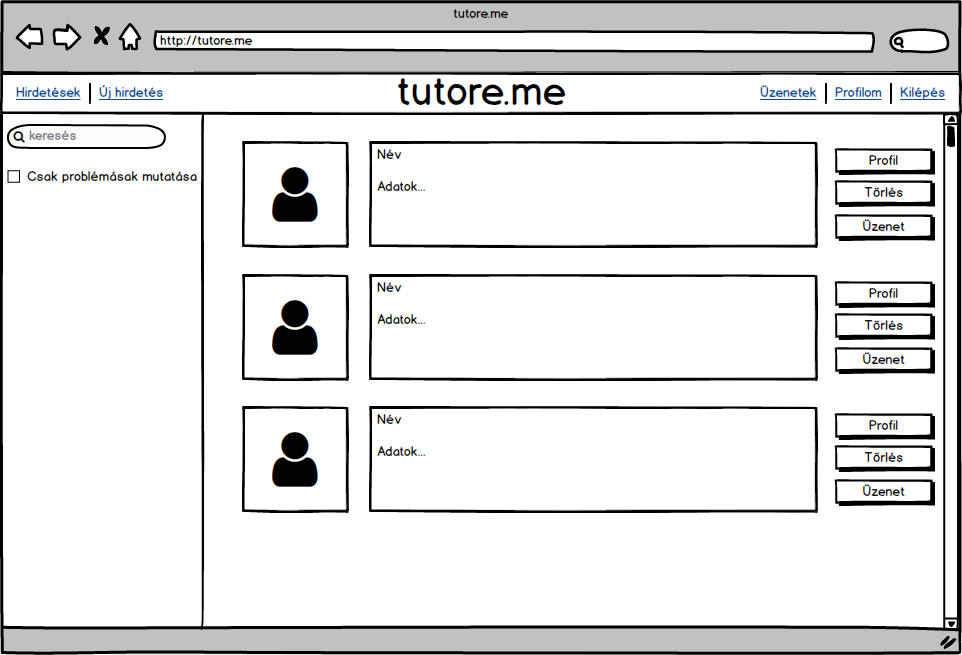 tutore.me
http://tutore.me
Hirdetések Új hirdetés tutore.me Üzenetek Profilom Kilépés
keresés
Csak problémásak mutatása
Név
Adatok...
Profil
Törlés
Üzenet
Név
Adatok...
Profil
Törlés
Üzenet
Név
Adatok...
Profil
Törlés
Üzenet